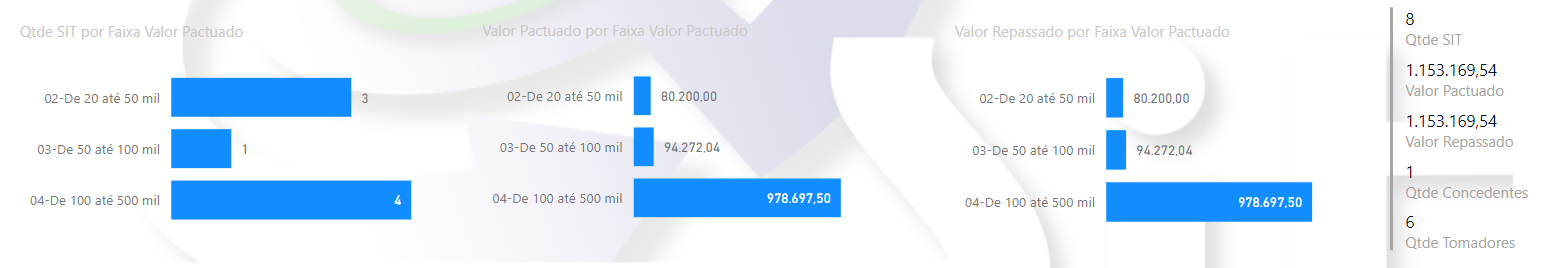 Qtde SIT por Faixa Valor Pactuado
02-De 20 até 50 mil 3
03-De 50 até 100 mil 1
04-De 100 até 500 mil 4
Valor Pactuado por Faixa Valor Pactuado
02-De 20 até 50 mil 80.200,00
03-De 50 até 100 mil 94.272,04
04-De 100 até 500 mil 978.697,50
Valor Repassado por Faixa Valor Pactuado
02-De 20 até 50 mil 80.200,00
03-De 50 até 100 mil 94.272,04
04-De 100 até 500 mil 978.697,50
8
Qtde SIT
1.153.169,54
Valor Pactuado
1.153.169,54
Valor Repassado
1
Qtde Concedentes
6
Qtde Tomadores